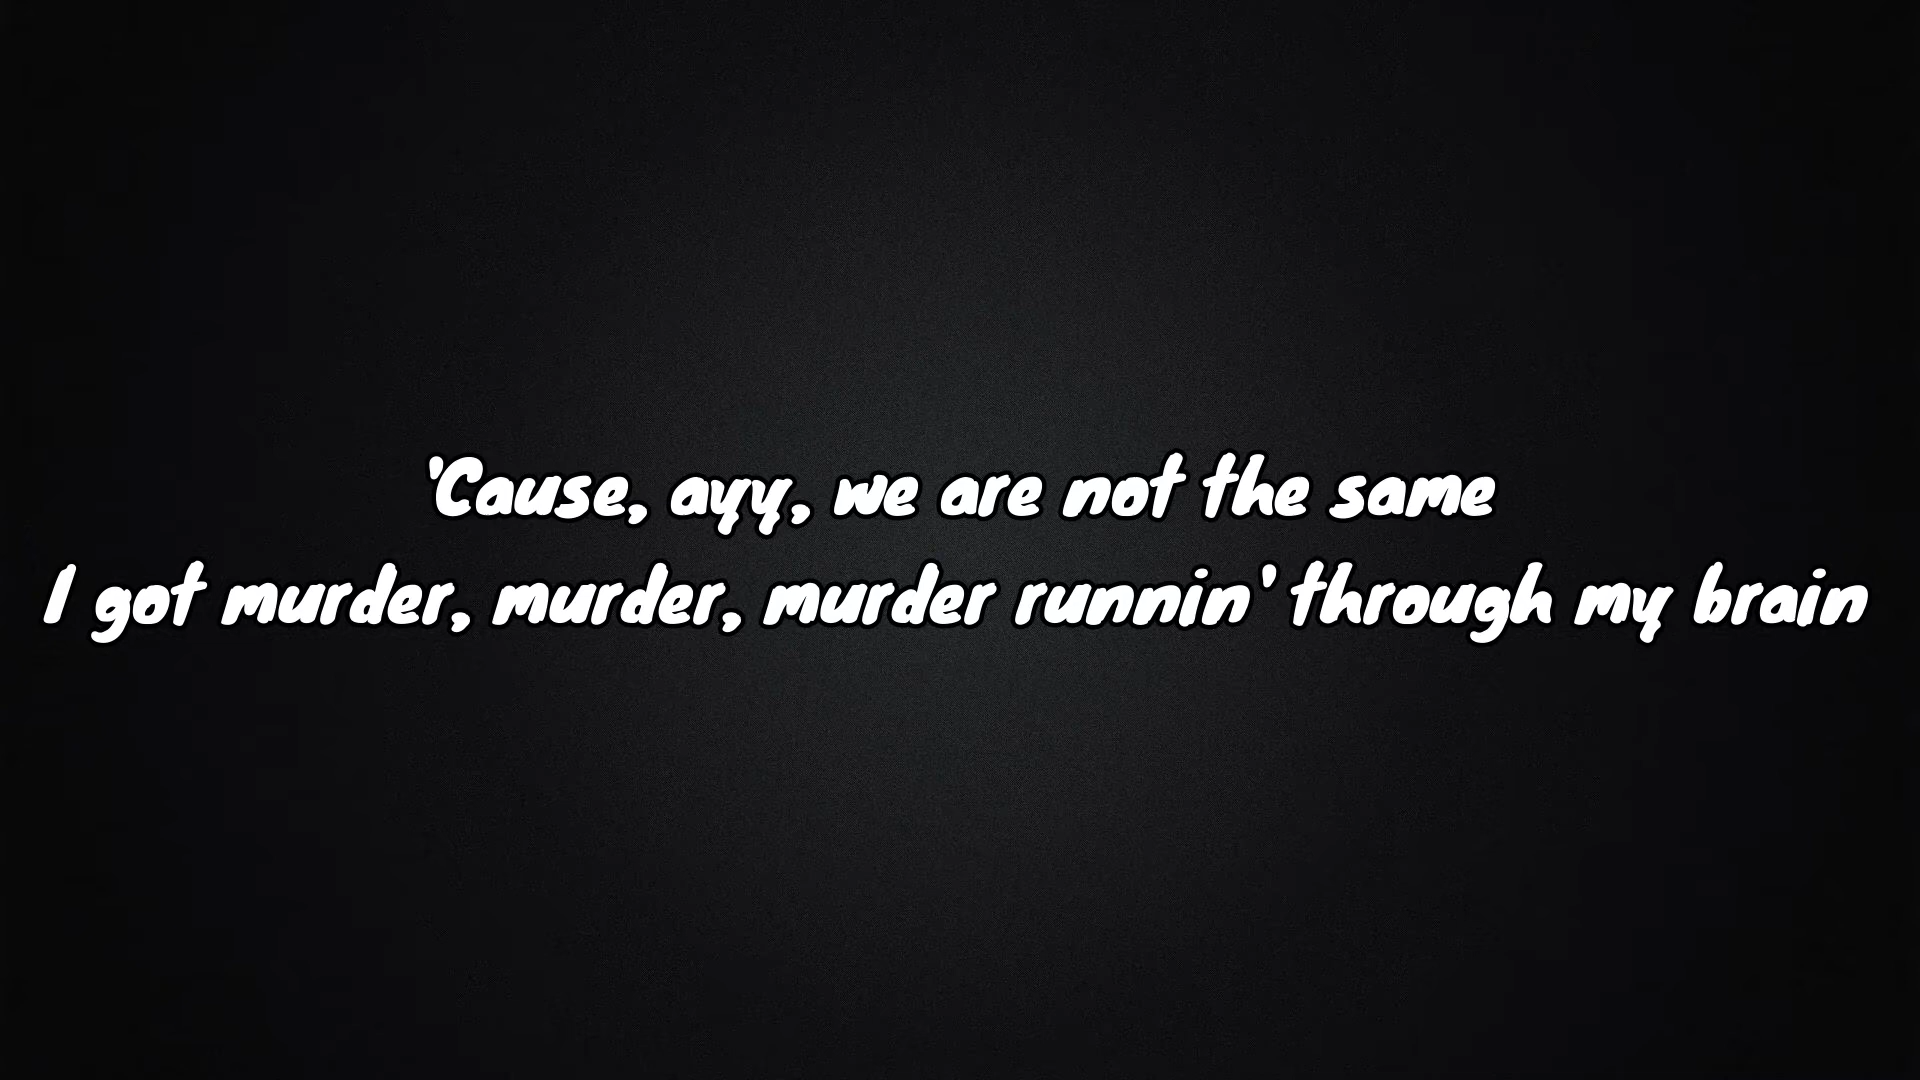 'Cause, ayy, we are not the same
I got murder, murder, murder runnin' through my brain